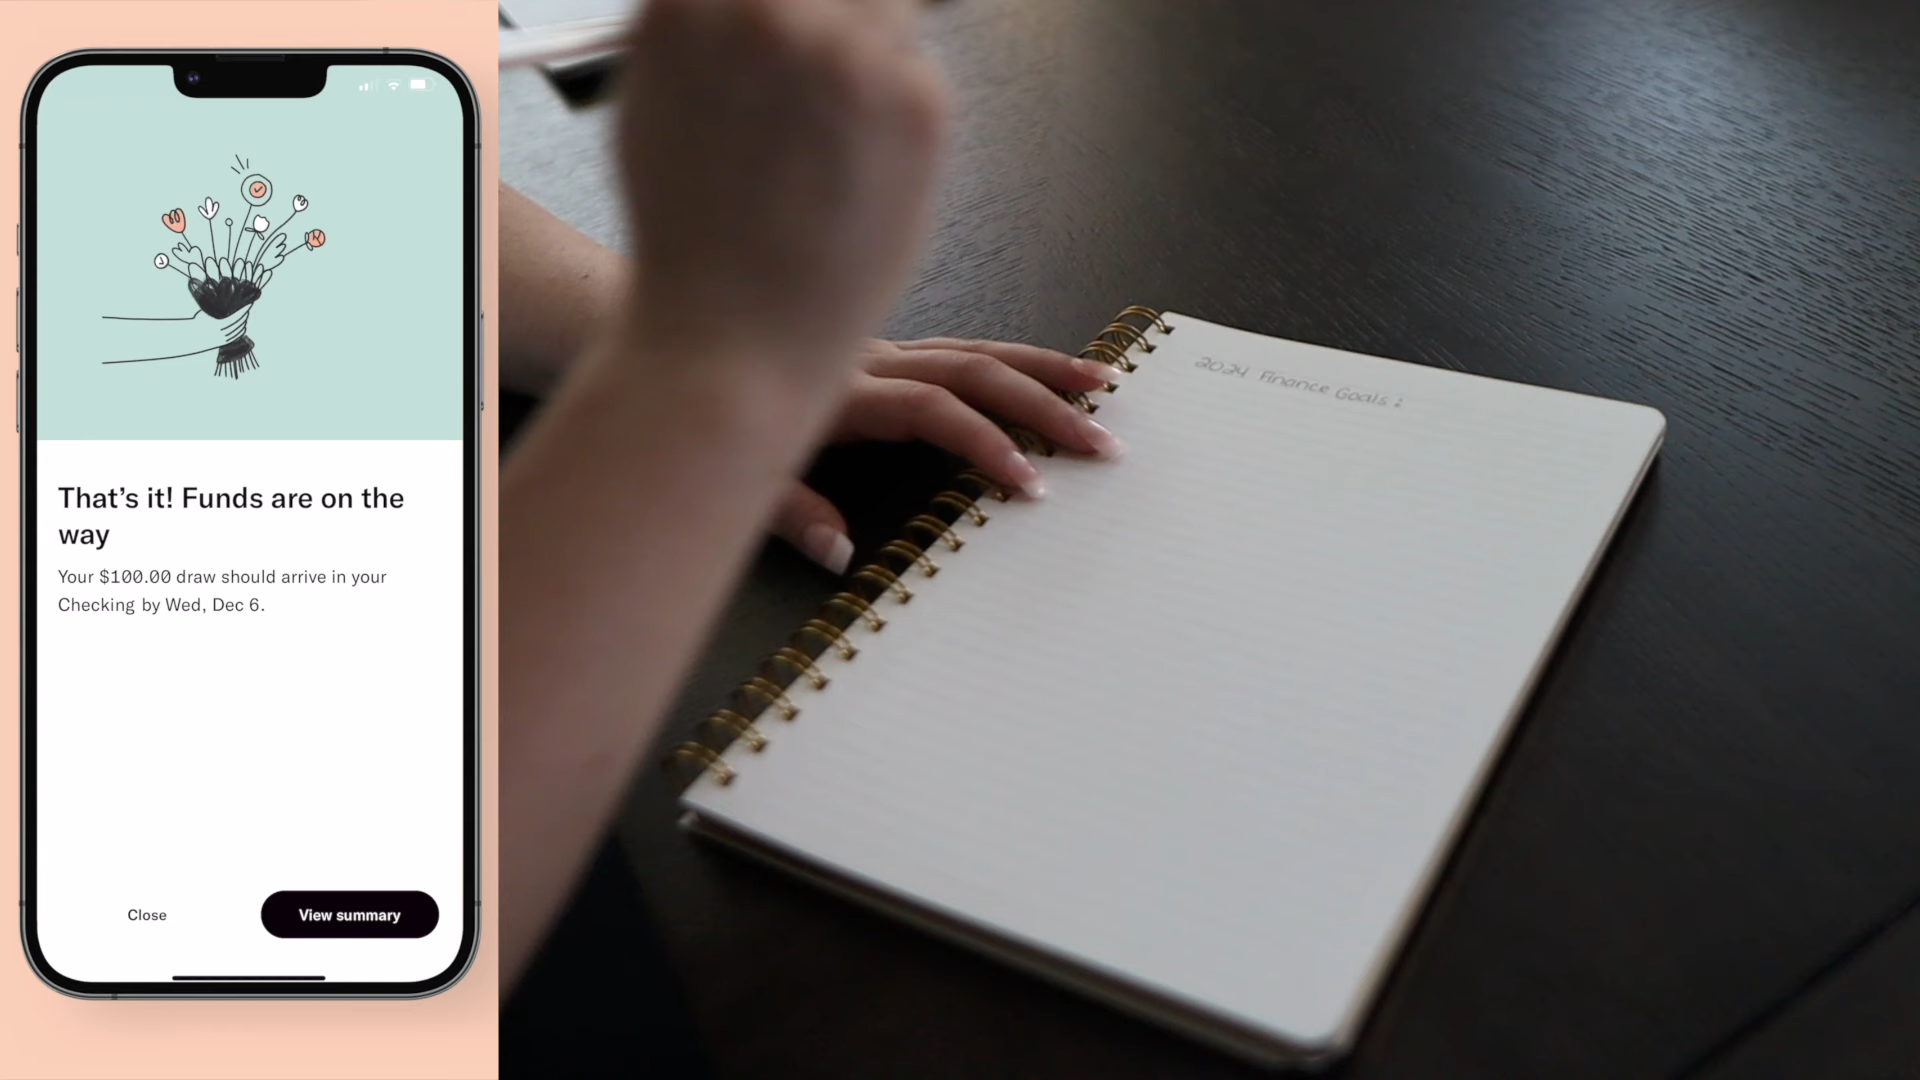 That's it! Funds are on the
way
Your $100.00 draw should arrive in your
Checking by Wed, Dec 6.
Close
View summary
2024 Finance Goals :